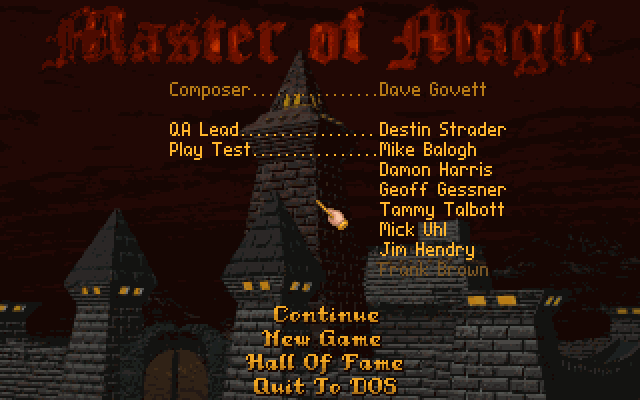 Master of Magic
Composer...............Dave Govett
QA Lead.................Destin Strader
Play Test...............Mike Balogh
Damon Harris
Geoff Gessner
Tammy Talbott
Mick Uhl
Jim Hendry
Frank Brown
Continue
New Game
Hall Of Fame
Quit To DOS